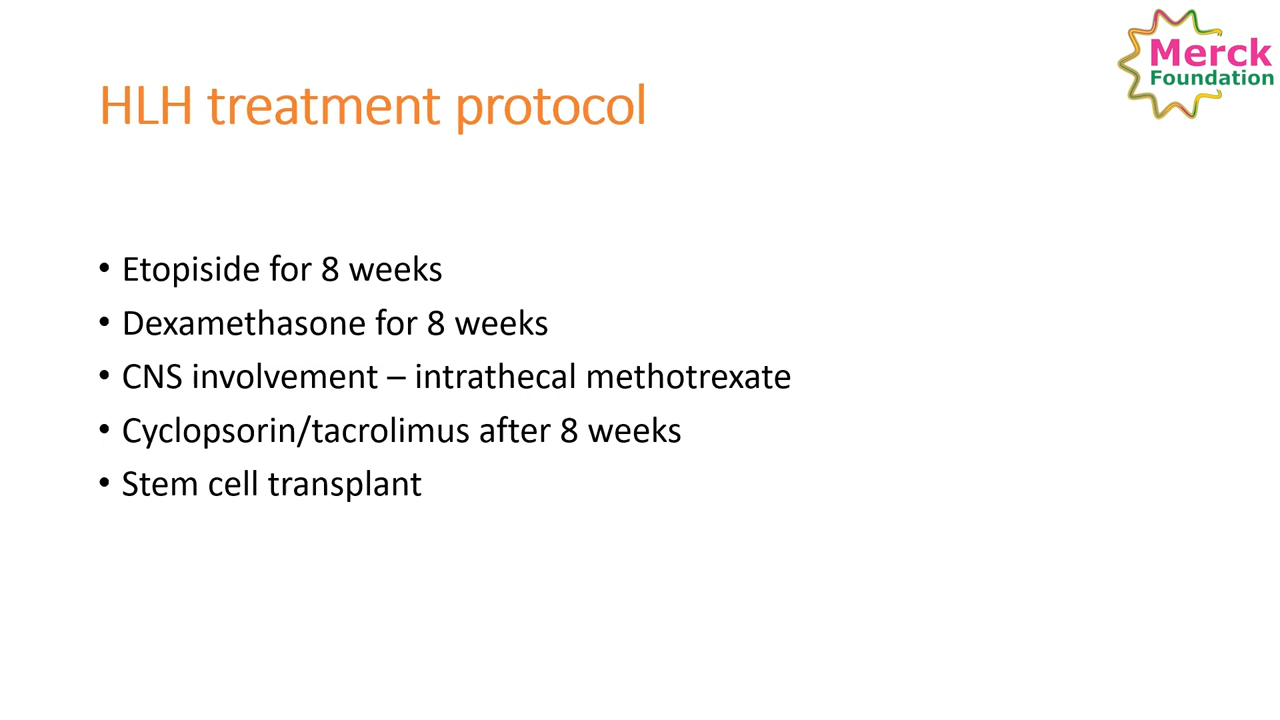 Merck
Foundation
HLH treatment protocol
• Etopiside for 8 weeks
• Dexamethasone for 8 weeks
• CNS involvement – intrathecal methotrexate
• Cyclopsorin/tacrolimus after 8 weeks
• Stem cell transplant